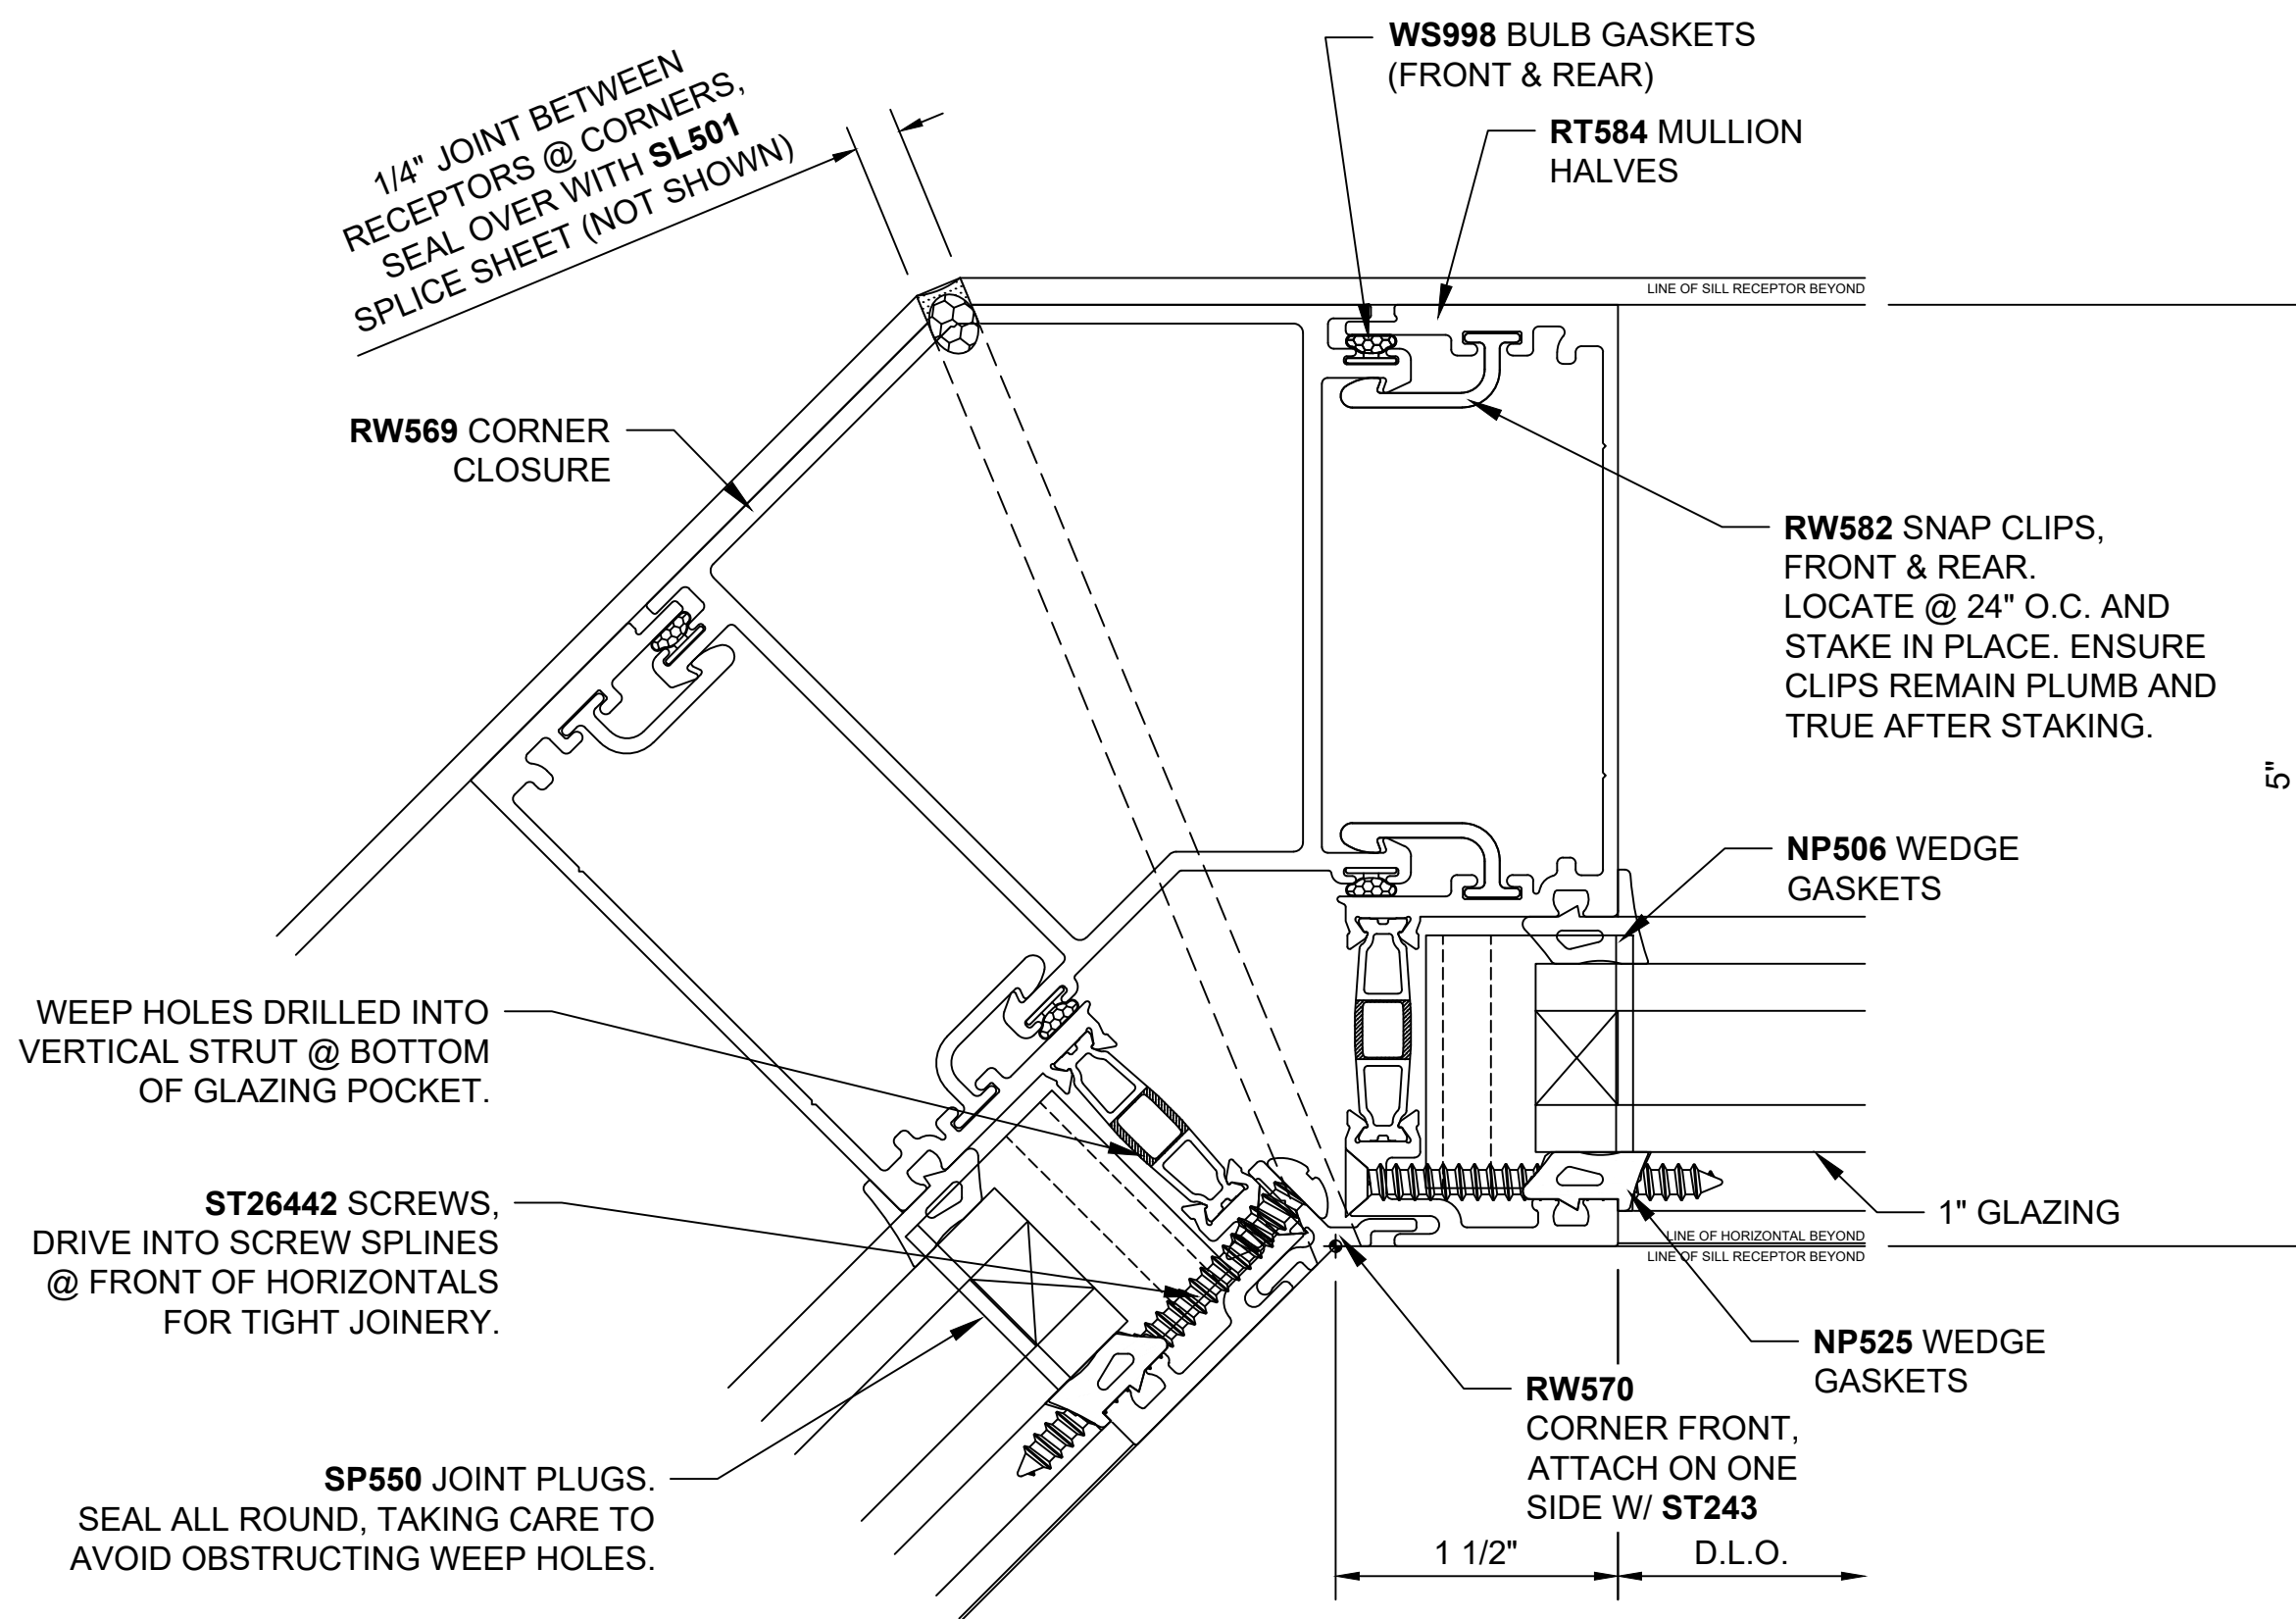 1/4" JOINT BETWEEN
RECEPTORS @ CORNERS,
SEAL OVER WITH SL501
SPLICE SHEET (NOT SHOWN)
WS998 BULB GASKETS
(FRONT & REAR)
RT584 MULLION
HALVES
LINE OF SILL RECEPTOR BEYOND
RW569 CORNER
CLOSURE
RW582 SNAP CLIPS,
FRONT & REAR.
LOCATE @ 24" O.C. AND
STAKE IN PLACE. ENSURE
CLIPS REMAIN PLUMB AND
TRUE AFTER STAKING.
5"
NP506 WEDGE
GASKETS
WEEP HOLES DRILLED INTO
VERTICAL STRUT @ BOTTOM
OF GLAZING POCKET.
ST26442 SCREWS,
DRIVE INTO SCREW SPLINES
@ FRONT OF HORIZONTALS
FOR TIGHT JOINERY.
1" GLAZING
LINE OF HORIZONTAL BEYOND
LINE OF SILL RECEPTOR BEYOND
NP525 WEDGE
GASKETS
RW570
CORNER FRONT,
ATTACH ON ONE
SIDE W/ ST243
SP550 JOINT PLUGS.
SEAL ALL ROUND, TAKING CARE TO
AVOID OBSTRUCTING WEEP HOLES.
1 1/2"
D.L.O.